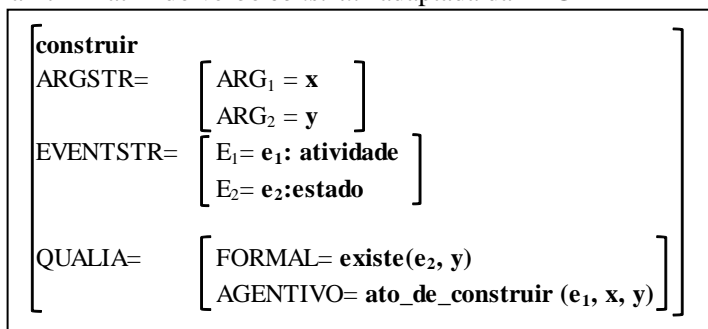 construir
ARGSTR= ARG₁ = x
ARG₂ = y
EVENTSTR= E₁= e₁: atividade
E₂= e₂:estado
QUALIA= FORMAL= existe(e₂, y)
AGENTIVO= ato_de_construir (e₁, x, y)